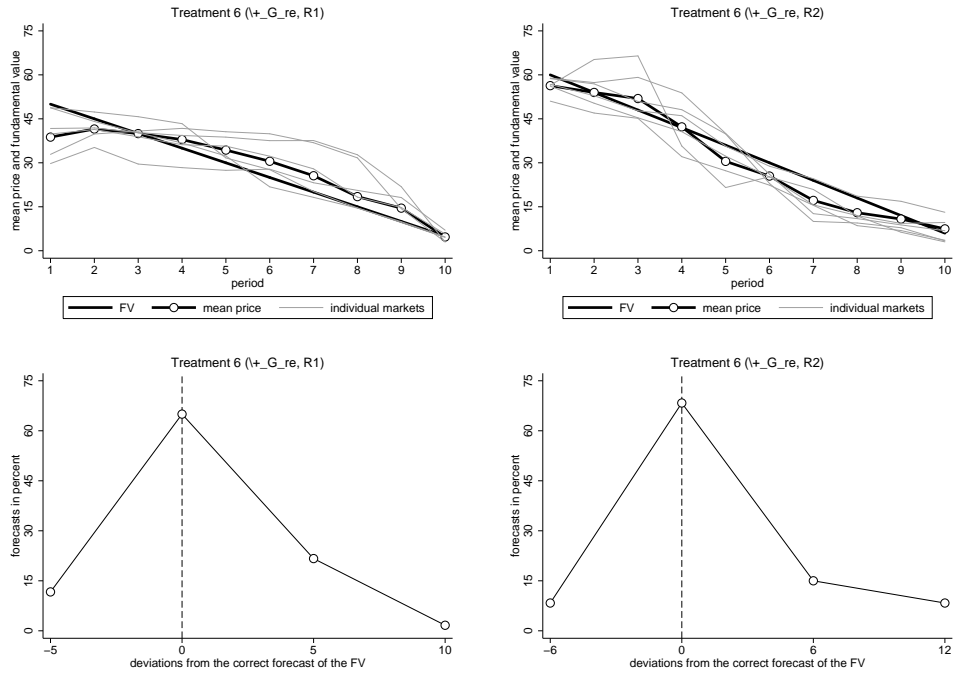 Treatment 6 (\+_G_re, R1)
mean price and fundamental value
75
60
45
30
15
0
1 2 3 4 5 6 7 8 9 10
period
FV mean price individual markets
Treatment 6 (\+_G_re, R2)
mean price and fundamental value
75
60
45
30
15
0
1 2 3 4 5 6 7 8 9 10
period
FV mean price individual markets
Treatment 6 (\+_G_re, R1)
forecasts in percent
75
60
45
30
15
0
−5 0 5 10
deviations from the correct forecast of the FV
Treatment 6 (\+_G_re, R2)
forecasts in percent
75
60
45
30
15
0
−6 0 6 12
deviations from the correct forecast of the FV